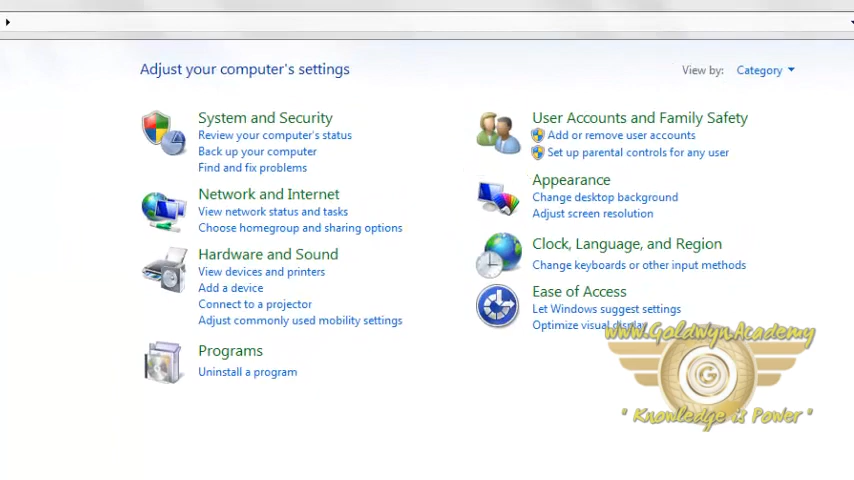 Adjust your computer's settings
View by: Category
System and Security
Review your computer's status
Back up your computer
Find and fix problems
Network and Internet
View network status and tasks
Choose homegroup and sharing options
Hardware and Sound
View devices and printers
Add a device
Connect to a projector
Adjust commonly used mobility settings
Programs
Uninstall a program
User Accounts and Family Safety
Add or remove user accounts
Set up parental controls for any user
Appearance
Change desktop background
Adjust screen resolution
Clock, Language, and Region
Change keyboards or other input methods
Ease of Access
Let Windows suggest settings
Optimize visual display
www.GoldwynAcademy
G
" Knowledge is Power "